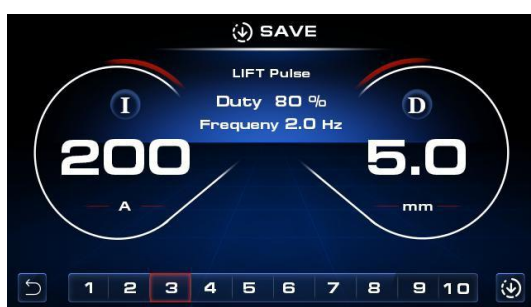 SAVE
LIFT Pulse
Duty 80 %
Frequeny 2.0 Hz
I
D
200
5.0
A
mm
1 2 3 4 5 6 7 8 9 10